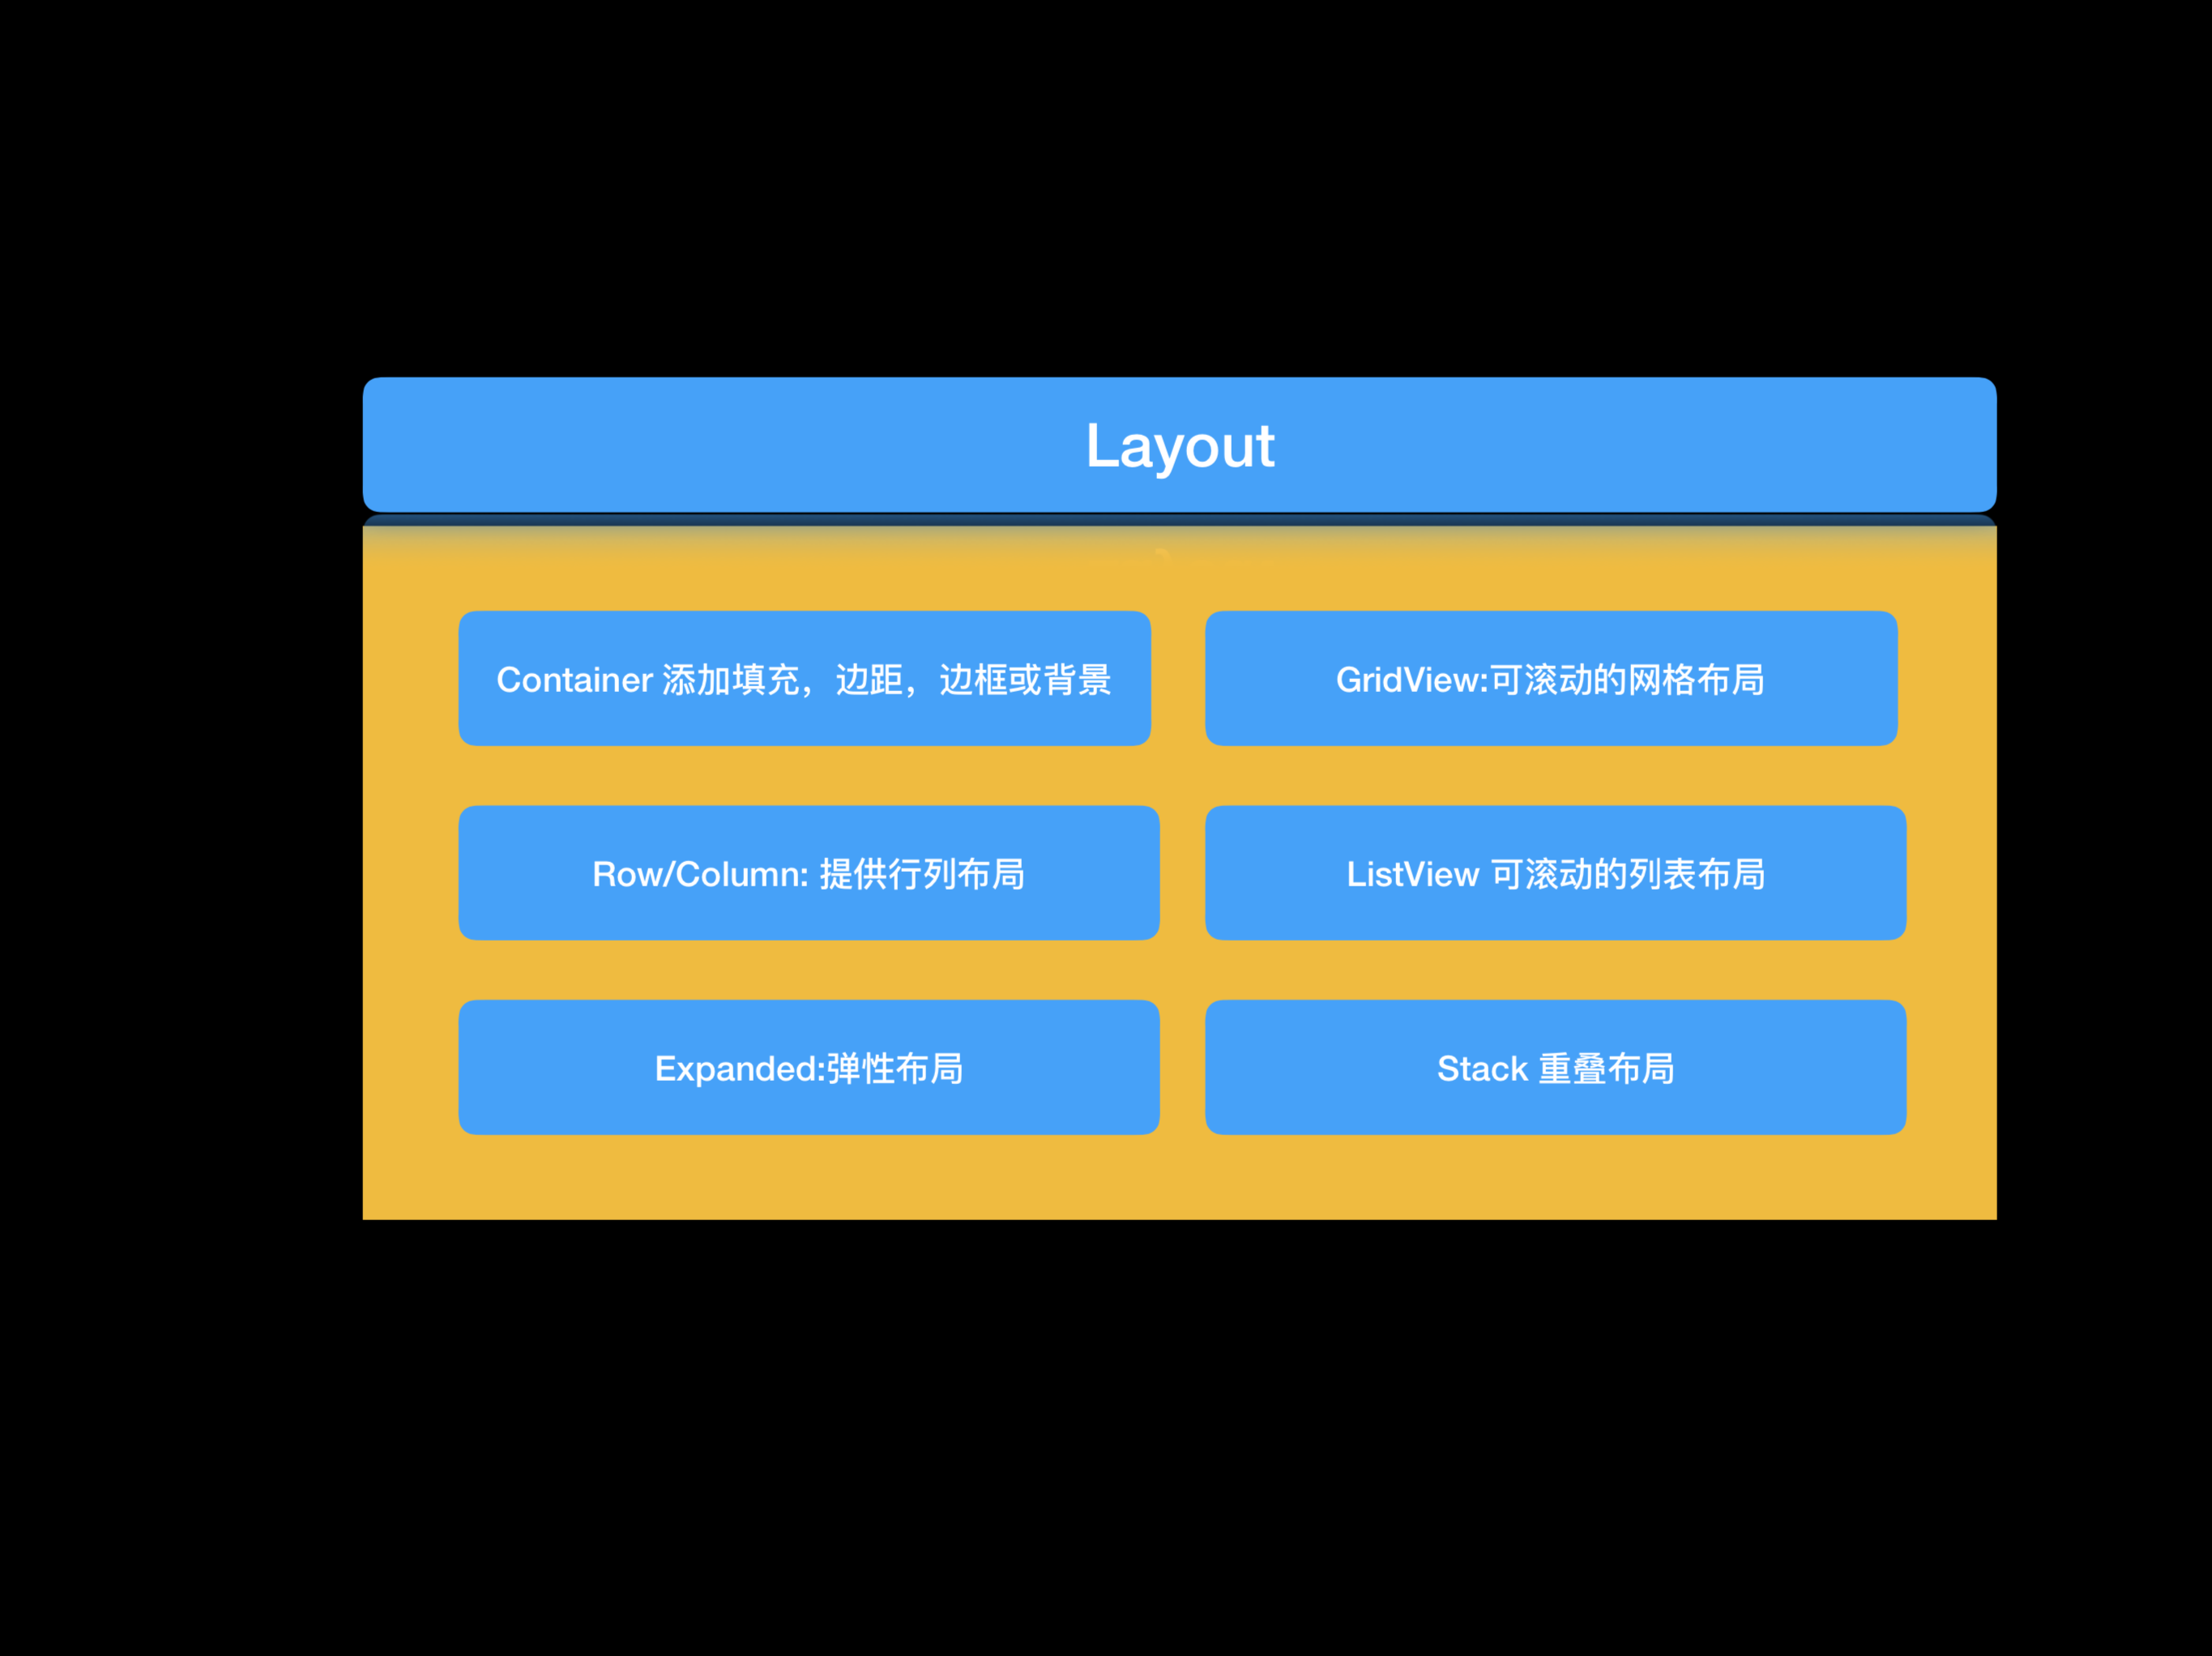 Layout
Container 添加填充，边距，边框或背景
GridView:可滚动的网格布局
Row/Column: 提供行列布局
ListView 可滚动的列表布局
Expanded:弹性布局
Stack 重叠布局